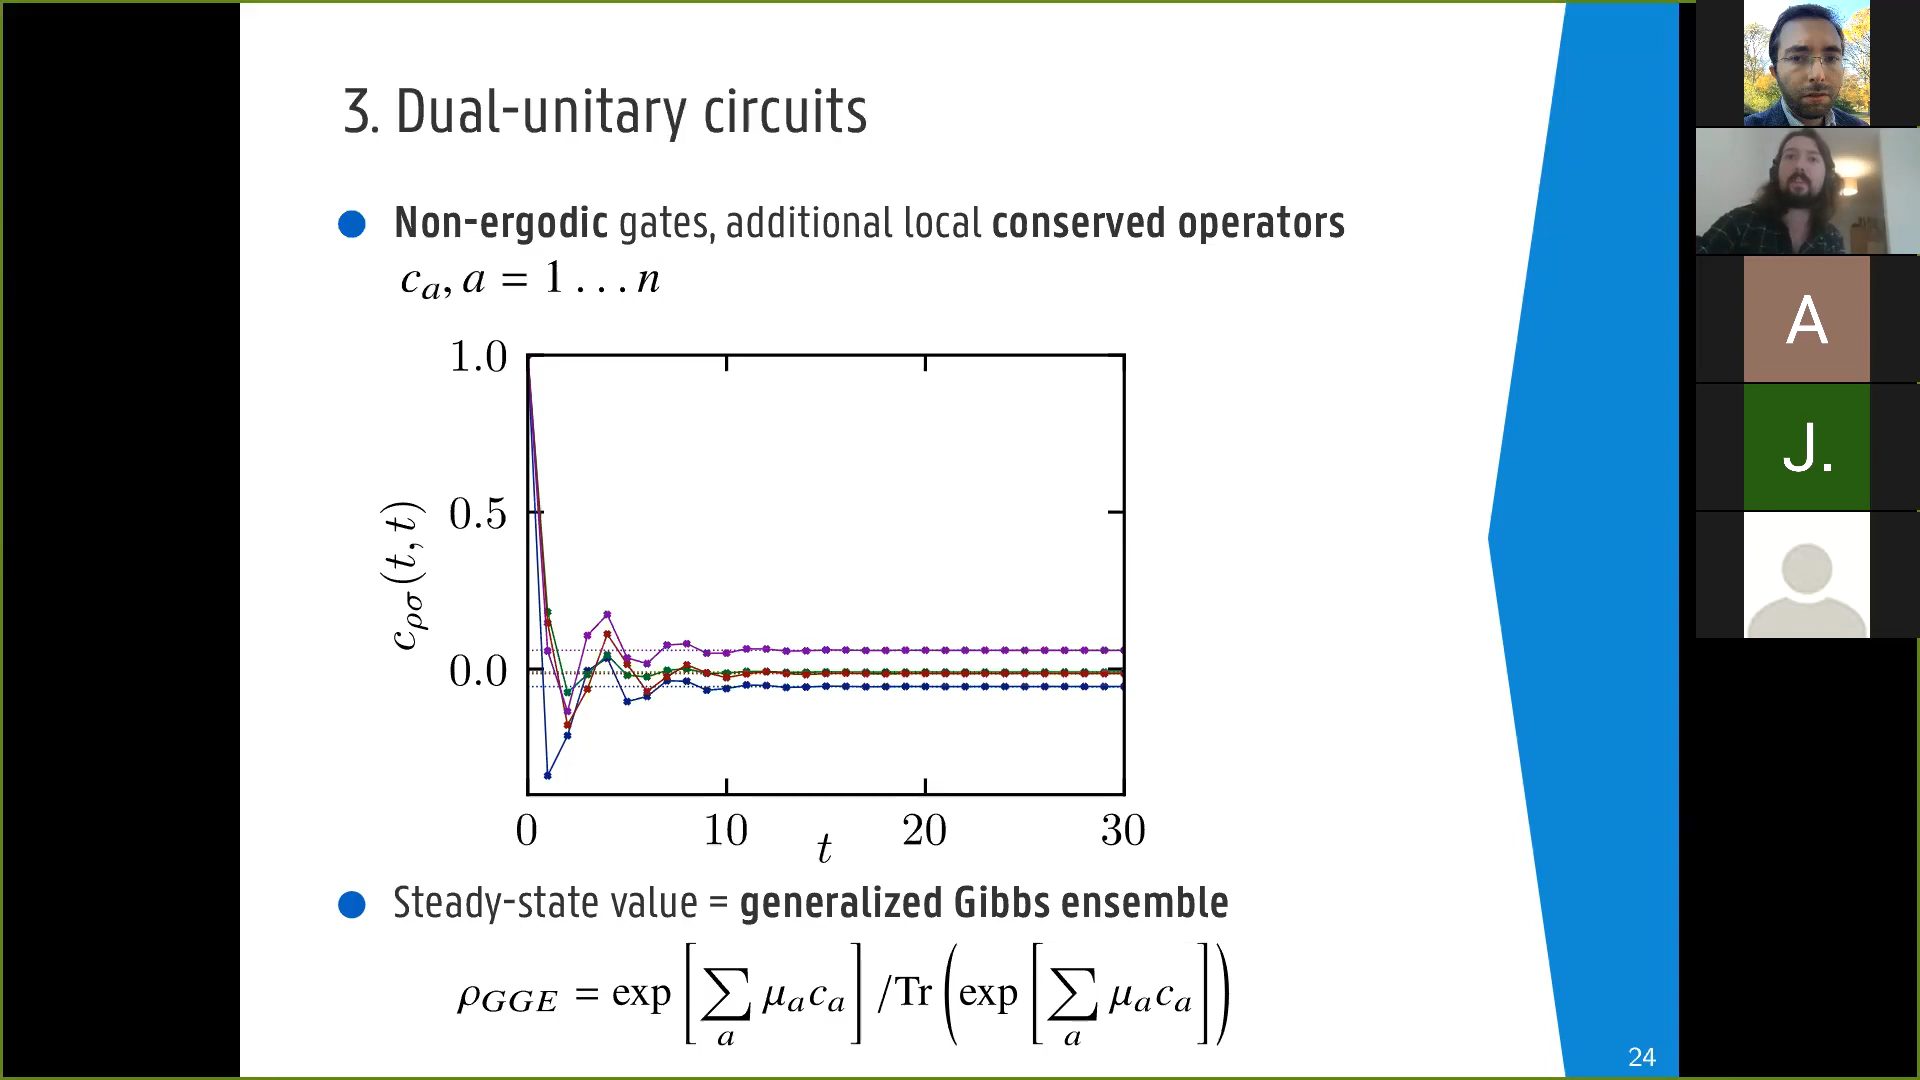 3. Dual-unitary circuits
Non-ergodic gates, additional local conserved operators
c_a, a = 1 … n
1.0
0.5
0.0
c_{ρσ}(t, t)
0
10
20
30
t
Steady-state value = generalized Gibbs ensemble
ρ_{GGE} = exp [∑_a μ_a c_a] /Tr (exp [∑_a μ_a c_a])
24
A
J.